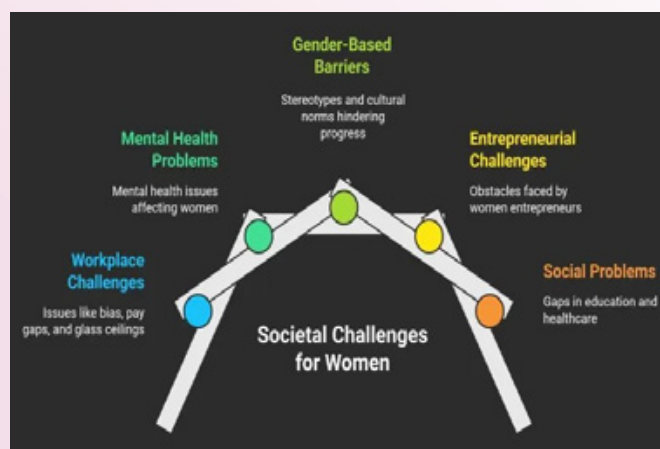 Gender-Based
Barriers
Stereotypes and cultural
norms hindering
progress
Mental Health
Problems
Mental health issues
affecting women
Entrepreneurial
Challenges
Obstacles faced by
women entrepreneurs
Workplace
Challenges
Issues like bias, pay
gaps, and glass ceilings
Social Problems
Gaps in education and
healthcare
Societal Challenges
for Women